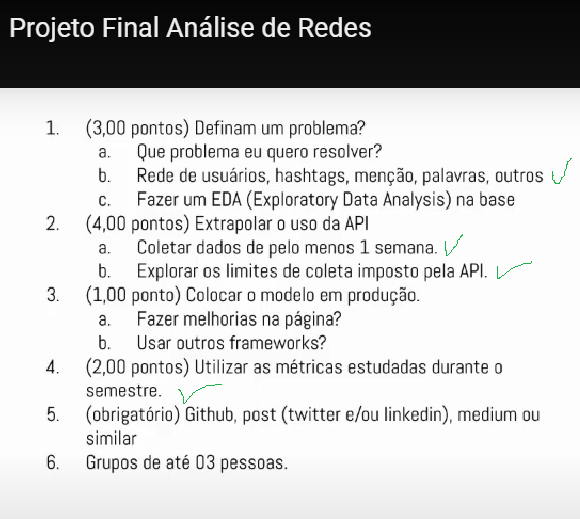 Projeto Final Análise de Redes
1. (3,00 pontos) Definam um problema?
a. Que problema eu quero resolver?
b. Rede de usuários, hashtags, menção, palavras, outros
c. Fazer um EDA (Exploratory Data Analysis) na base
2. (4,00 pontos) Extrapolar o uso da API
a. Coletar dados de pelo menos 1 semana.
b. Explorar os limites de coleta imposto pela API.
3. (1,00 ponto) Colocar o modelo em produção.
a. Fazer melhorias na página?
b. Usar outros frameworks?
4. (2,00 pontos) Utilizar as métricas estudadas durante o
semestre.
5. (obrigatório) Github, post (twitter e/ou linkedin), medium ou
similar
6. Grupos de até 03 pessoas.